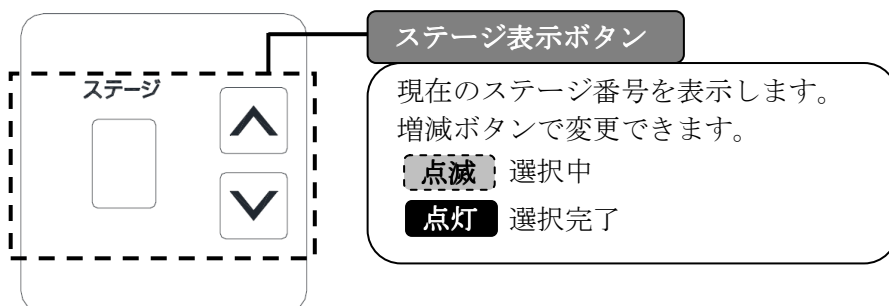 ステージ表示ボタン
ステージ
現在のステージ番号を表示します。
増減ボタンで変更できます。
点滅 選択中
点灯 選択完了